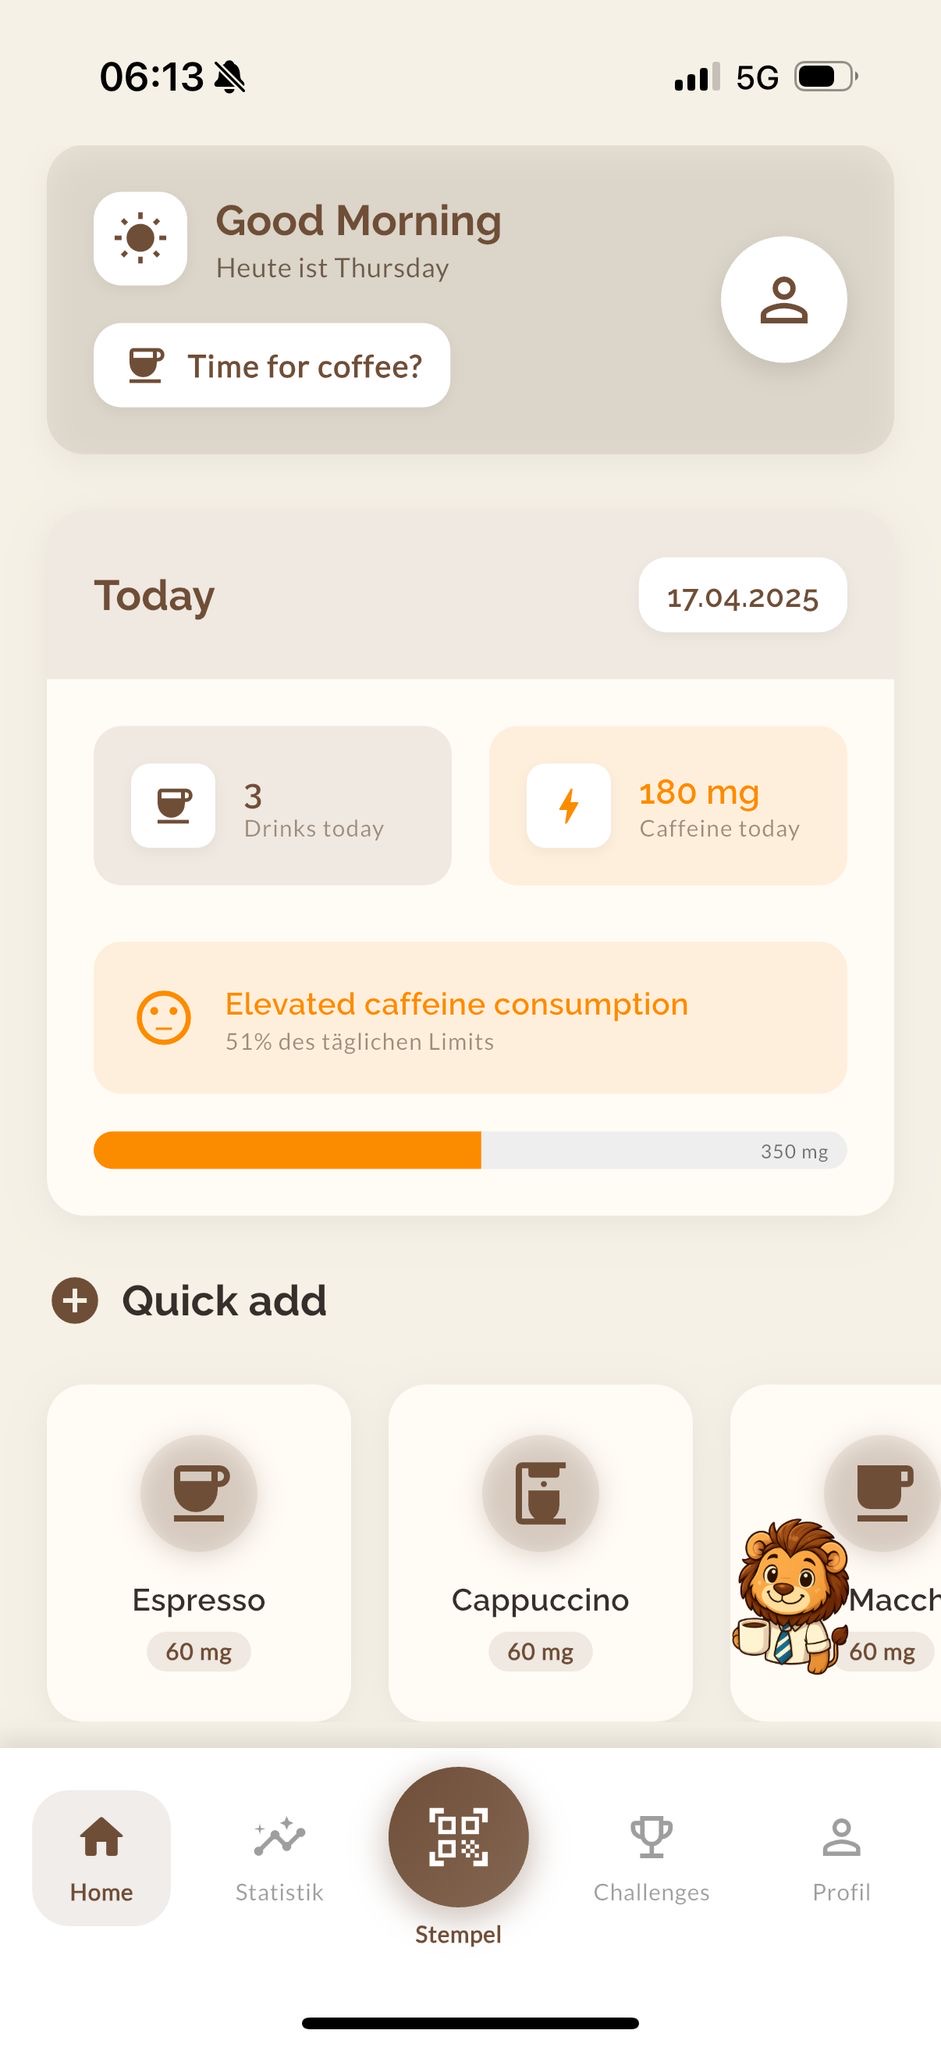 06:13
5G
Good Morning
Heute ist Thursday
Time for coffee?
Today
17.04.2025
3
Drinks today
180 mg
Caffeine today
Elevated caffeine consumption
51% des täglichen Limits
350 mg
Quick add
Espresso
60 mg
Cappuccino
60 mg
Macch
60 mg
Home
Statistik
Stempel
Challenges
Profil